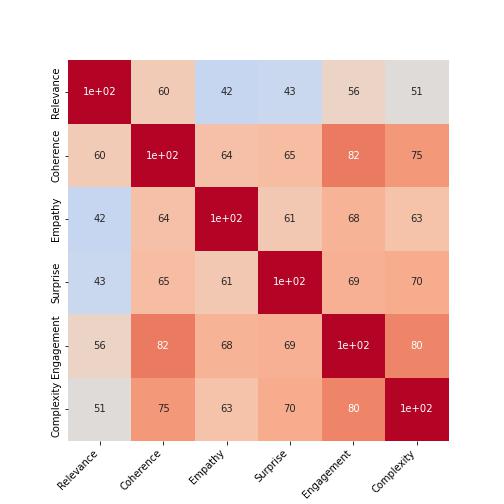 Relevance 1e+02 60 42 43 56 51
Coherence 60 1e+02 64 65 82 75
Empathy 42 64 1e+02 61 68 63
Surprise 43 65 61 1e+02 69 70
Engagement 56 82 68 69 1e+02 80
Complexity 51 75 63 70 80 1e+02
Relevance Coherence Empathy Surprise Engagement Complexity